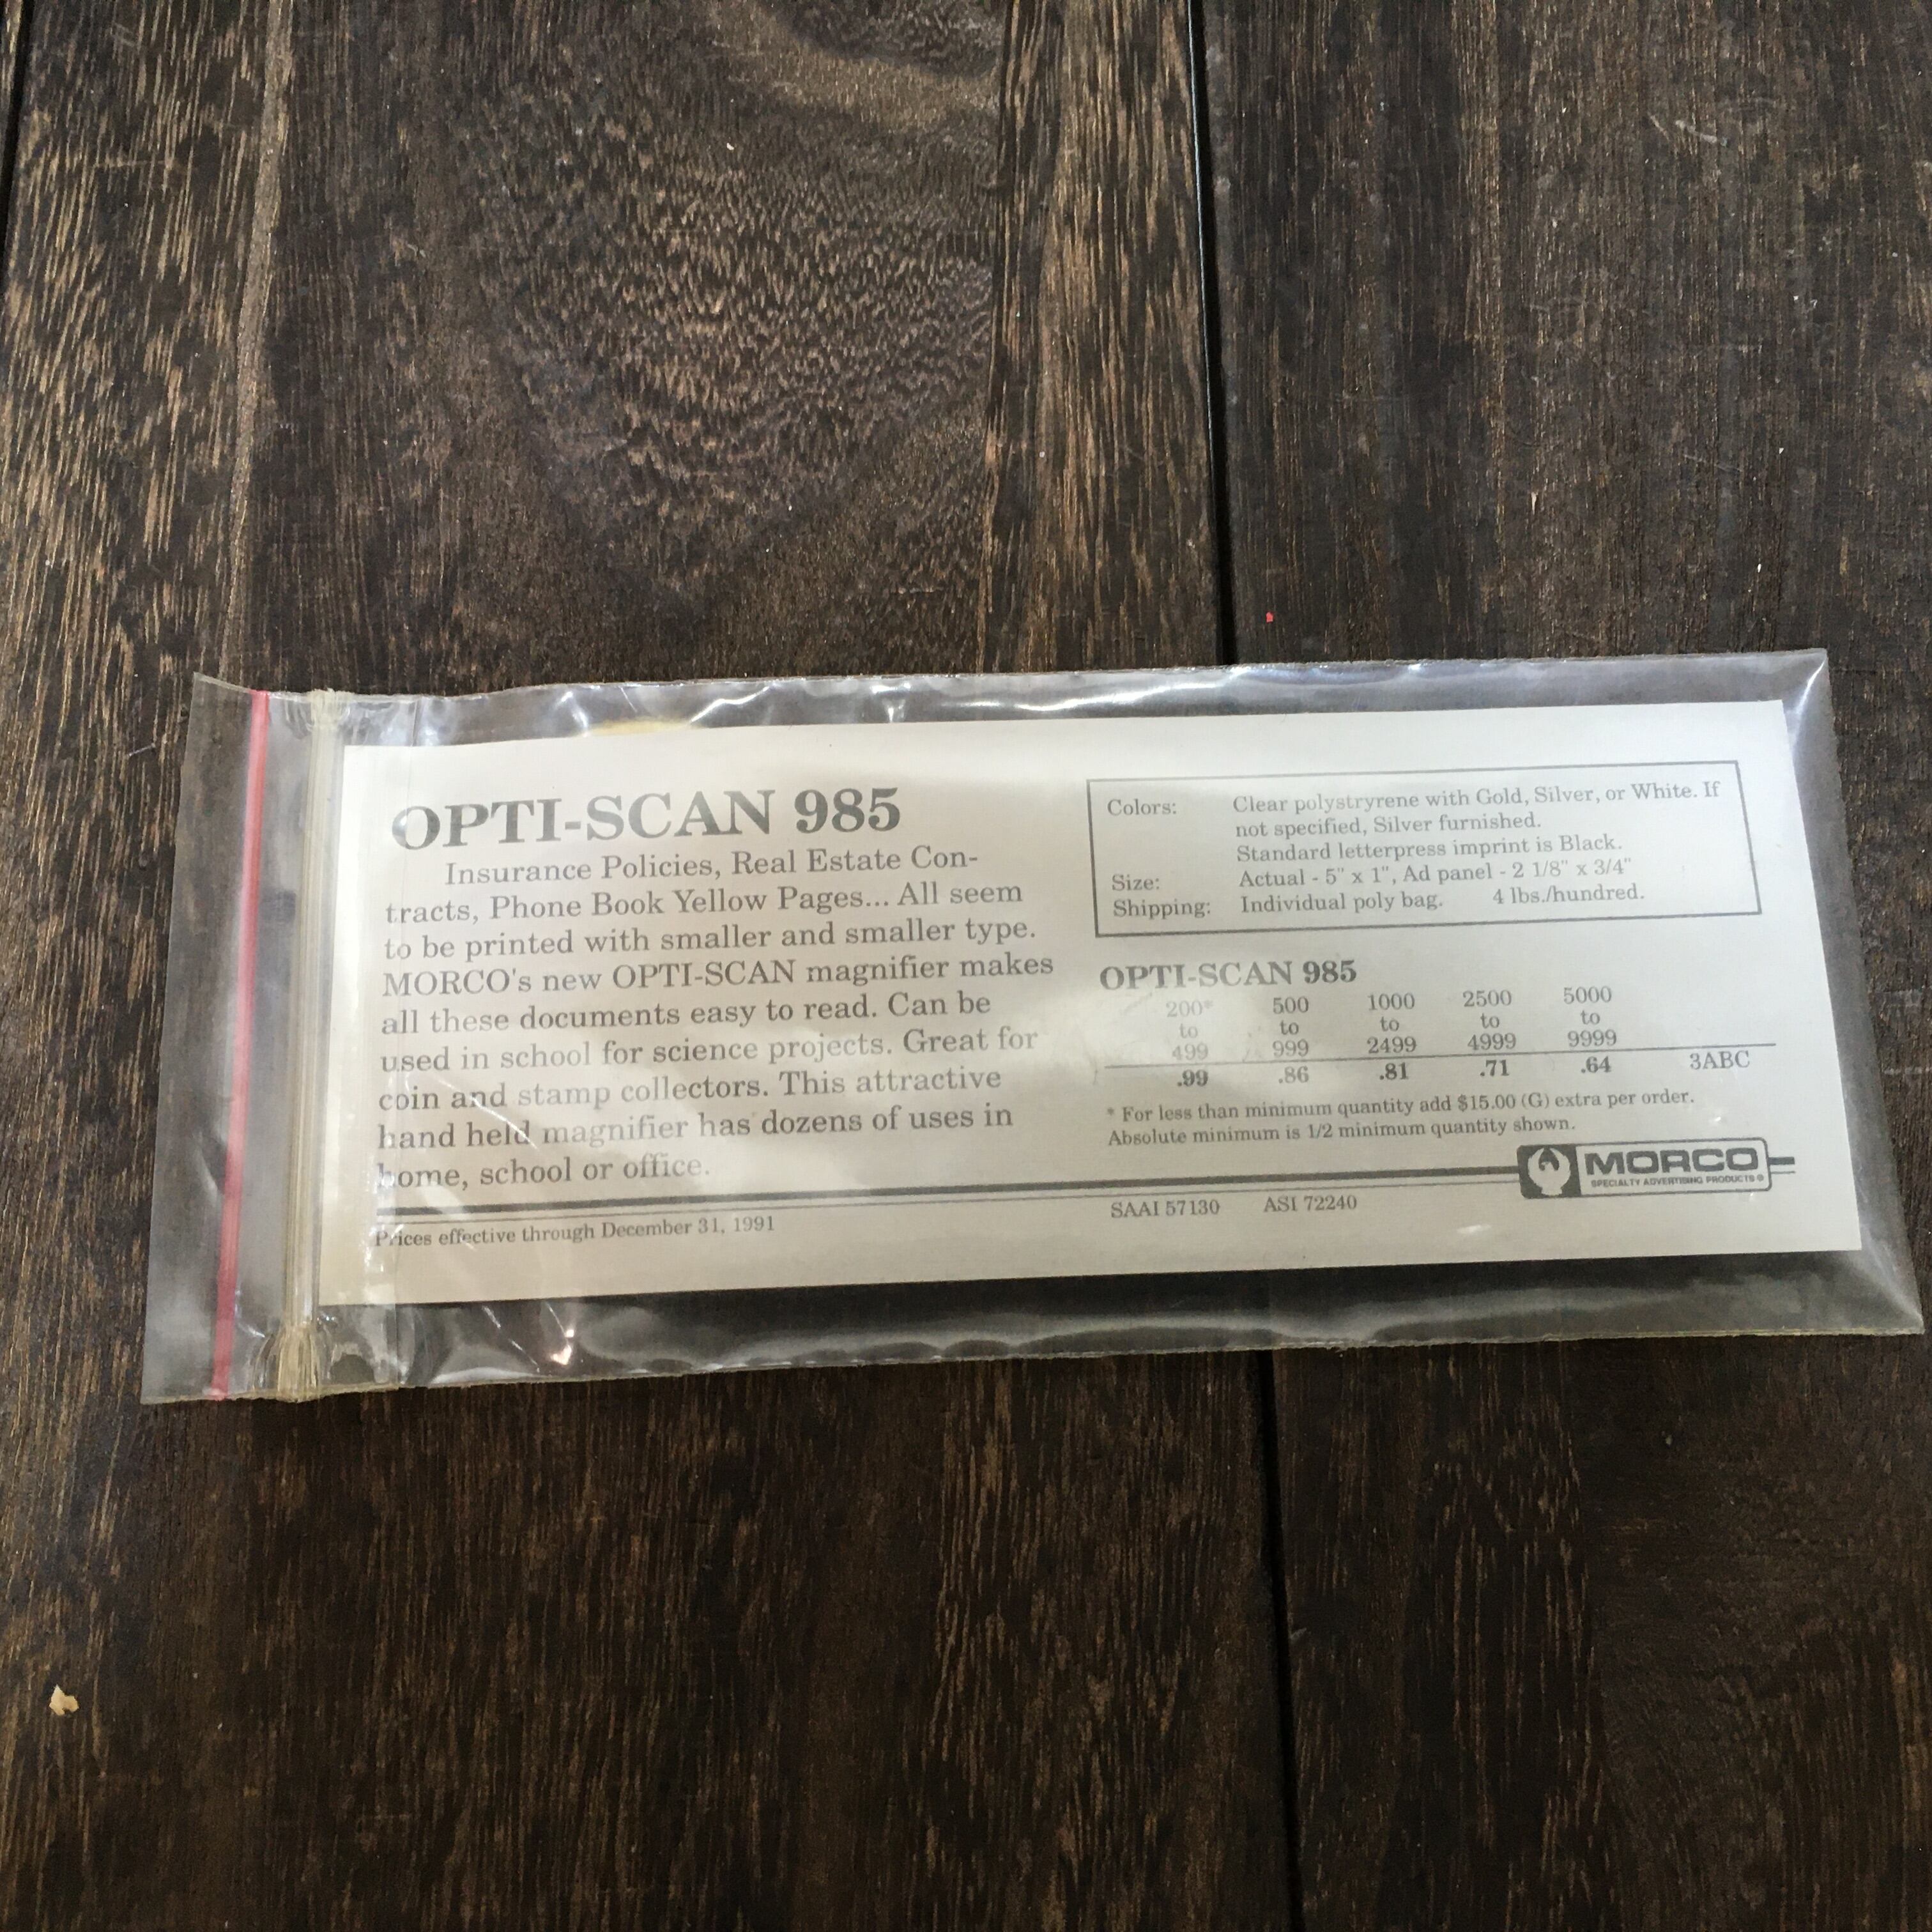 OPTI-SCAN 985
Insurance Policies, Real Estate Con-
tracts, Phone Book Yellow Pages... All seem
to be printed with smaller and smaller type.
MORCO's new OPTI-SCAN magnifier makes
all these documents easy to read. Can be
used in school for science projects. Great for
coin and stamp collectors. This attractive
hand held magnifier has dozens of uses in
home, school or office.
Prices effective through December 31, 1991
Colors: Clear polystryrene with Gold, Silver, or White. If
not specified, Silver furnished.
Standard letterpress imprint is Black.
Size: Actual - 5" x 1", Ad panel - 2 1/8" x 3/4"
Shipping: Individual poly bag. 4 lbs./hundred.
OPTI-SCAN 985
200* 500 1000 2500 5000
to to to to to
499 999 2499 4999 9999
.99 .86 .81 .71 .64 3ABC
* For less than minimum quantity add $15.00 (G) extra per order.
Absolute minimum is 1/2 minimum quantity shown.
MORCO
SPECIALTY ADVERTISING PRODUCTS ®
SAAI 57130 ASI 72240